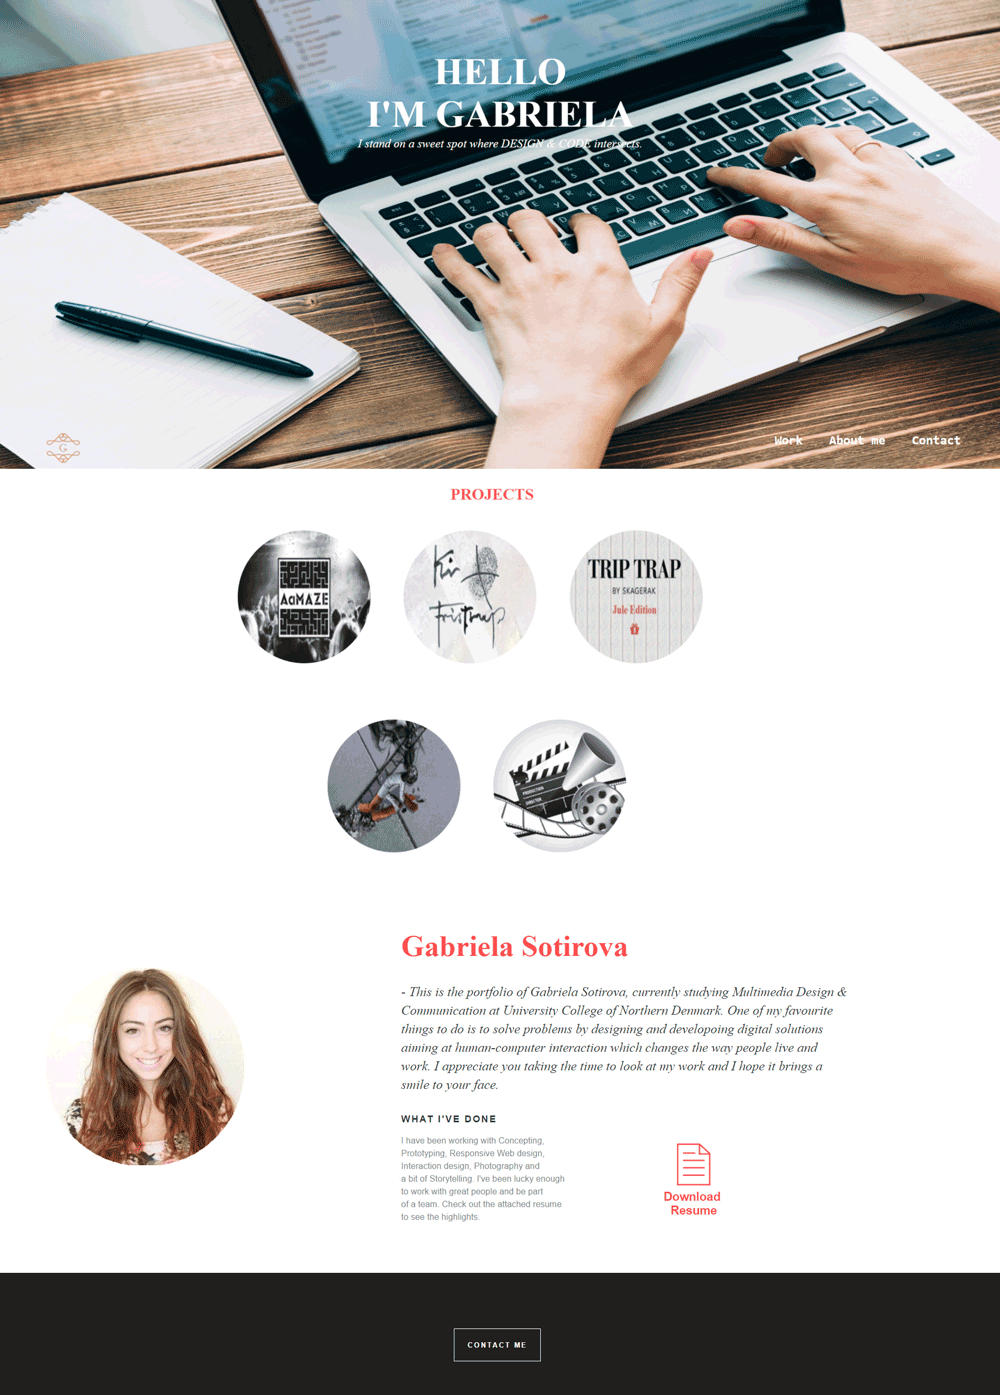 HELLO
I'M GABRIELA
I stand on a sweet spot where DESIGN & CODE intersects.
G
Work About me Contact
PROJECTS
AaMAZE
Kir
Fristrup
TRIP TRAP
BY SKAGERAK
Jule Edition
PRODUCTION
DIRECTOR
Gabriela Sotirova
- This is the portfolio of Gabriela Sotirova, currently studying Multimedia Design &
Communication at University College of Northern Denmark. One of my favourite
things to do is to solve problems by designing and developoing digital solutions
aiming at human-computer interaction which changes the way people live and
work. I appreciate you taking the time to look at my work and I hope it brings a
smile to your face.
WHAT I'VE DONE
I have been working with Concepting,
Prototyping, Responsive Web design,
Interaction design, Photography and
a bit of Storytelling. I've been lucky enough
to work with great people and be part
of a team. Check out the attached resume
to see the highlights.
Download
Resume
CONTACT ME